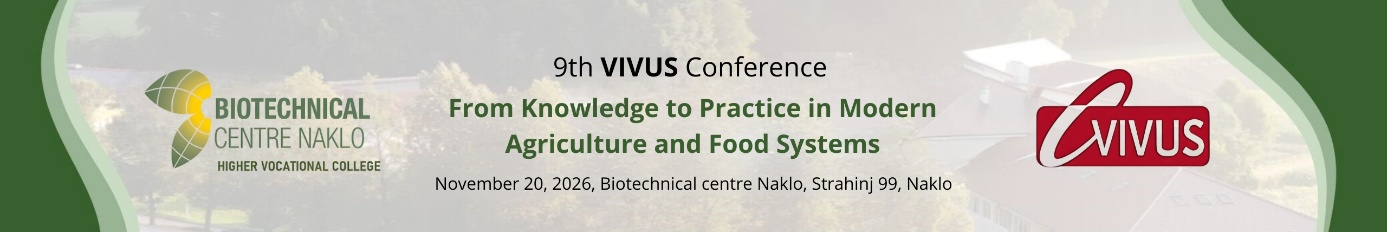 9th VIVUS Conference
From Knowledge to Practice in Modern
Agriculture and Food Systems
November 20, 2026, Biotechnical centre Naklo, Strahinj 99, Naklo
BIOTECHNICAL
CENTRE NAKLO
HIGHER VOCATIONAL COLLEGE
VIVUS